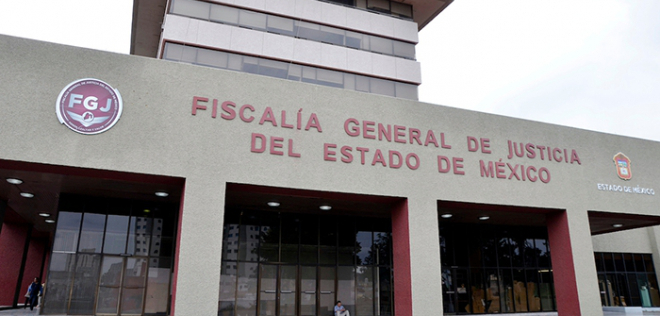 FGJ
FISCALÍA GENERAL DE JUSTICIA
DEL ESTADO DE MÉXICO
ESTADO DE MÉXICO